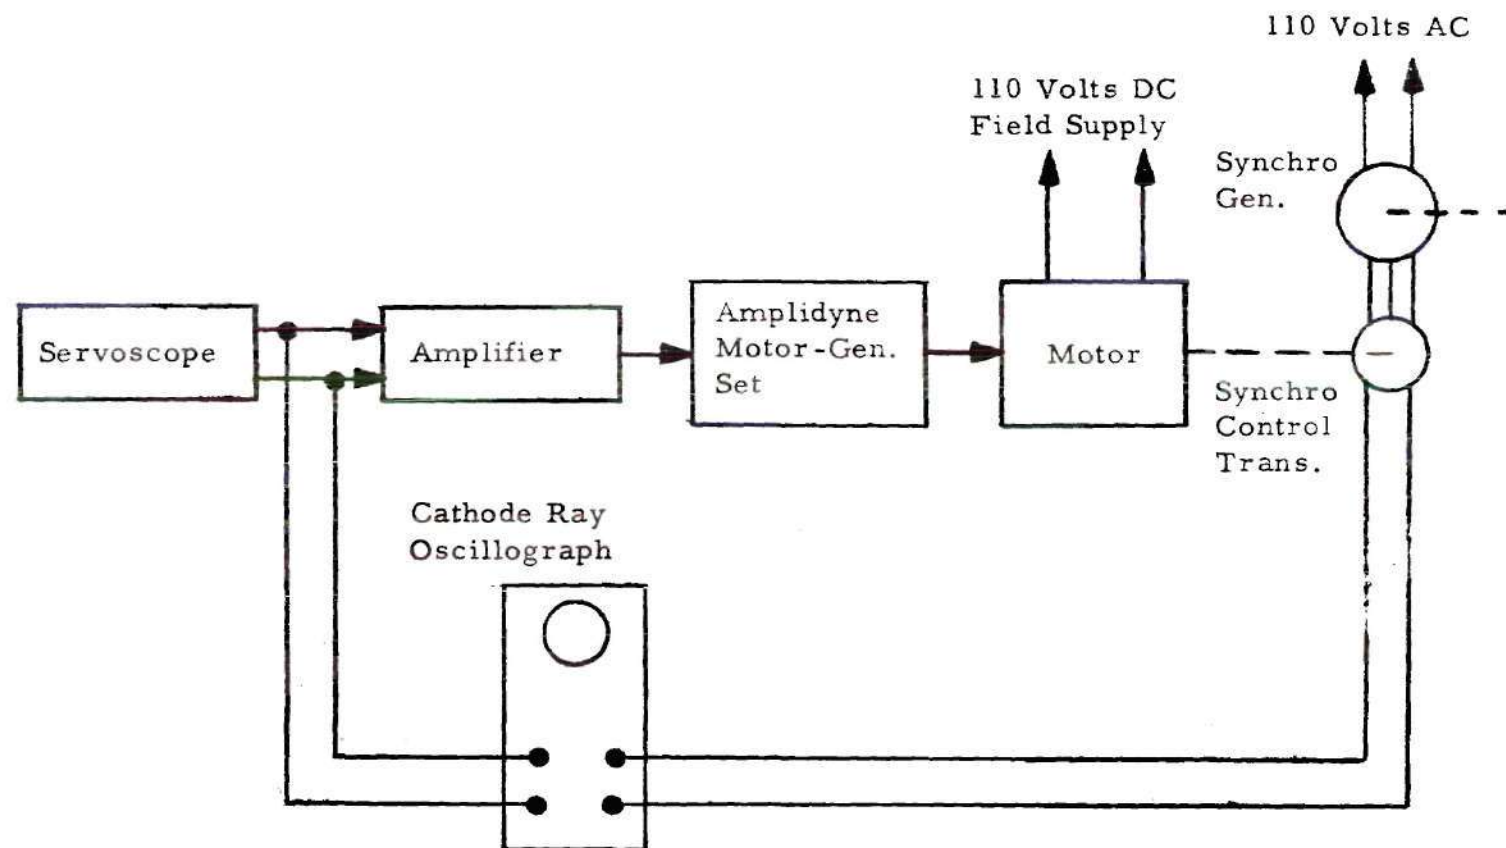 110 Volts AC
110 Volts DC
Field Supply
Synchro
Gen.
Servoscope
Amplifier
Amplidyne
Motor-Gen.
Set
Motor
Synchro
Control
Trans.
Cathode Ray
Oscillograph